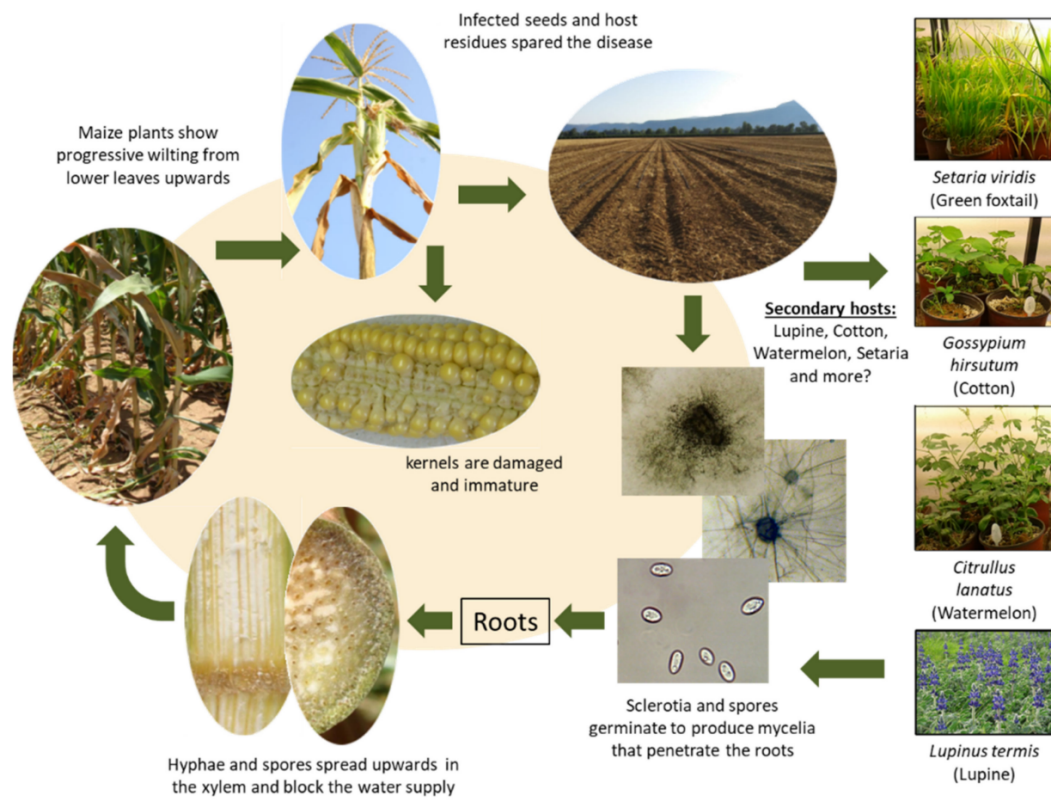 Infected seeds and host
residues spared the disease
Maize plants show
progressive wilting from
lower leaves upwards
Setaria viridis
(Green foxtail)
Secondary hosts:
Lupine, Cotton,
Watermelon, Setaria
and more?
Gossypium
hirsutum
(Cotton)
kernels are damaged
and immature
Citrullus
lanatus
(Watermelon)
Roots
Sclerotia and spores
germinate to produce mycelia
that penetrate the roots
Lupinus termis
(Lupine)
Hyphae and spores spread upwards in
the xylem and block the water supply